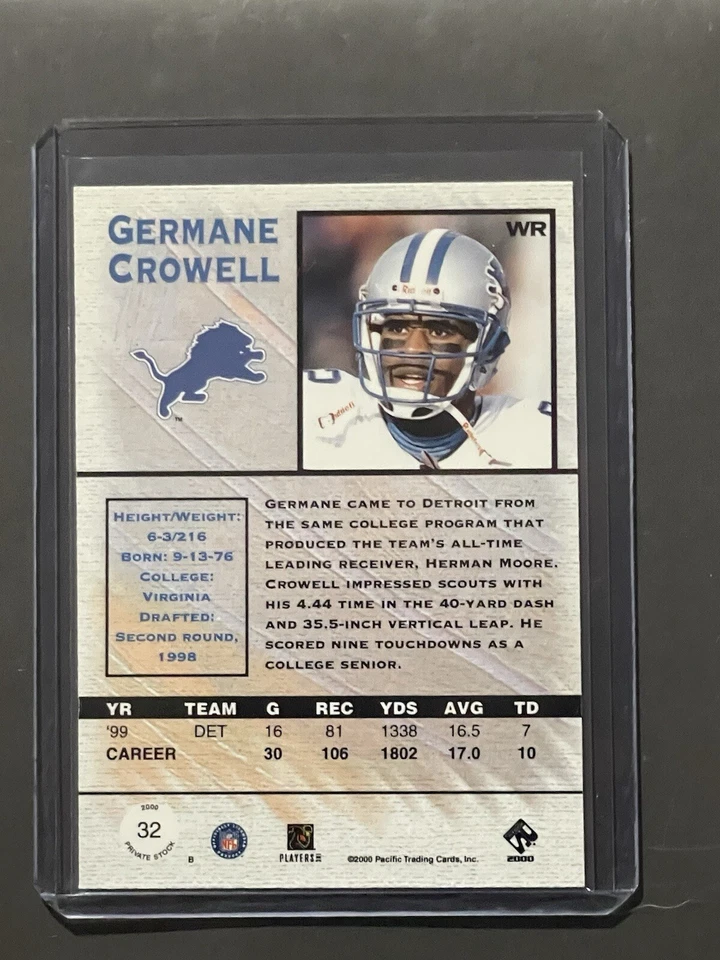 GERMANE
CROWELL
WR
Riddell
TM
HEIGHT/WEIGHT:
6-3/216
BORN: 9-13-76
COLLEGE:
VIRGINIA
DRAFTED:
SECOND ROUND,
1998
GERMANE CAME TO DETROIT FROM
THE SAME COLLEGE PROGRAM THAT
PRODUCED THE TEAM'S ALL-TIME
LEADING RECEIVER, HERMAN MOORE.
CROWELL IMPRESSED SCOUTS WITH
HIS 4.44 TIME IN THE 40-YARD DASH
AND 35.5-INCH VERTICAL LEAP. HE
SCORED NINE TOUCHDOWNS AS A
COLLEGE SENIOR.
YR TEAM G REC YDS AVG TD
'99 DET 16 81 1338 16.5 7
CAREER 30 106 1802 17.0 10
2000
32
PRIVATE STOCK
B
NFL
PLAYERS INC
©2000 Pacific Trading Cards, Inc.
2000